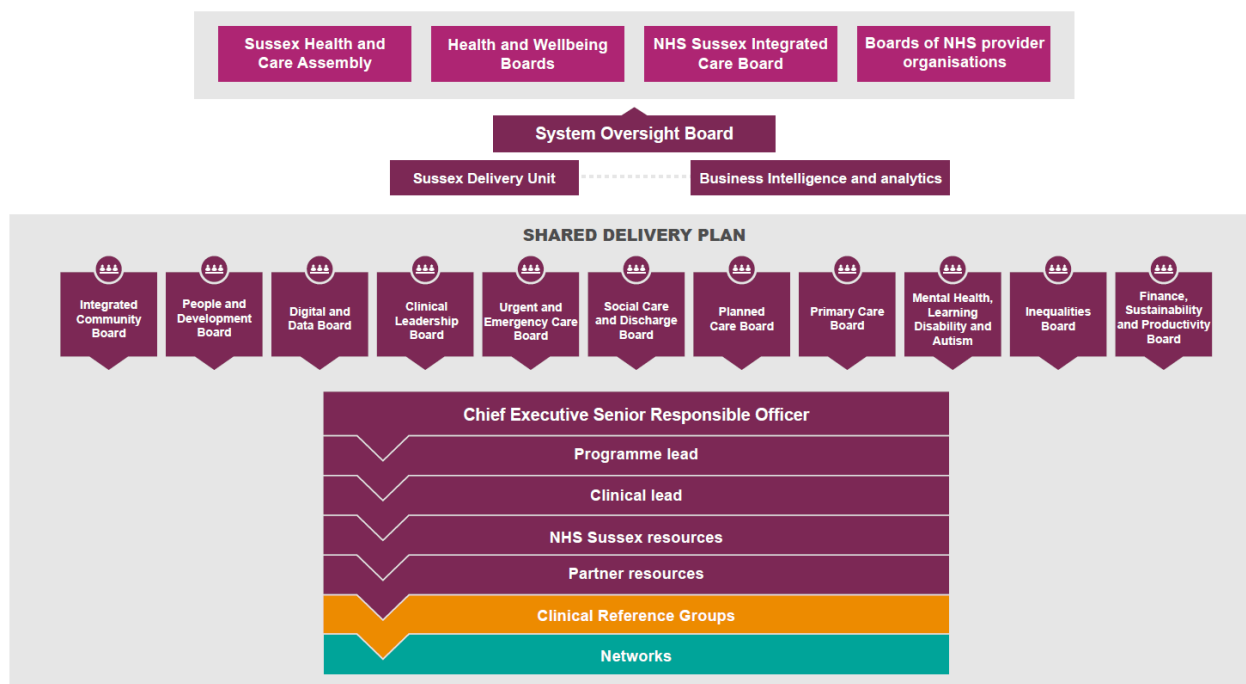 Sussex Health and
Care Assembly
Health and Wellbeing
Boards
NHS Sussex Integrated
Care Board
Boards of NHS provider
organisations
System Oversight Board
Sussex Delivery Unit
Business Intelligence and analytics
SHARED DELIVERY PLAN
Integrated
Community
Board
People and
Development
Board
Digital and
Data Board
Clinical
Leadership
Board
Urgent and
Emergency Care
Board
Social Care
and Discharge
Board
Planned
Care Board
Primary Care
Board
Mental Health,
Learning
Disability and
Autism
Inequalities
Board
Finance,
Sustainability
and Productivity
Board
Chief Executive Senior Responsible Officer
Programme lead
Clinical lead
NHS Sussex resources
Partner resources
Clinical Reference Groups
Networks